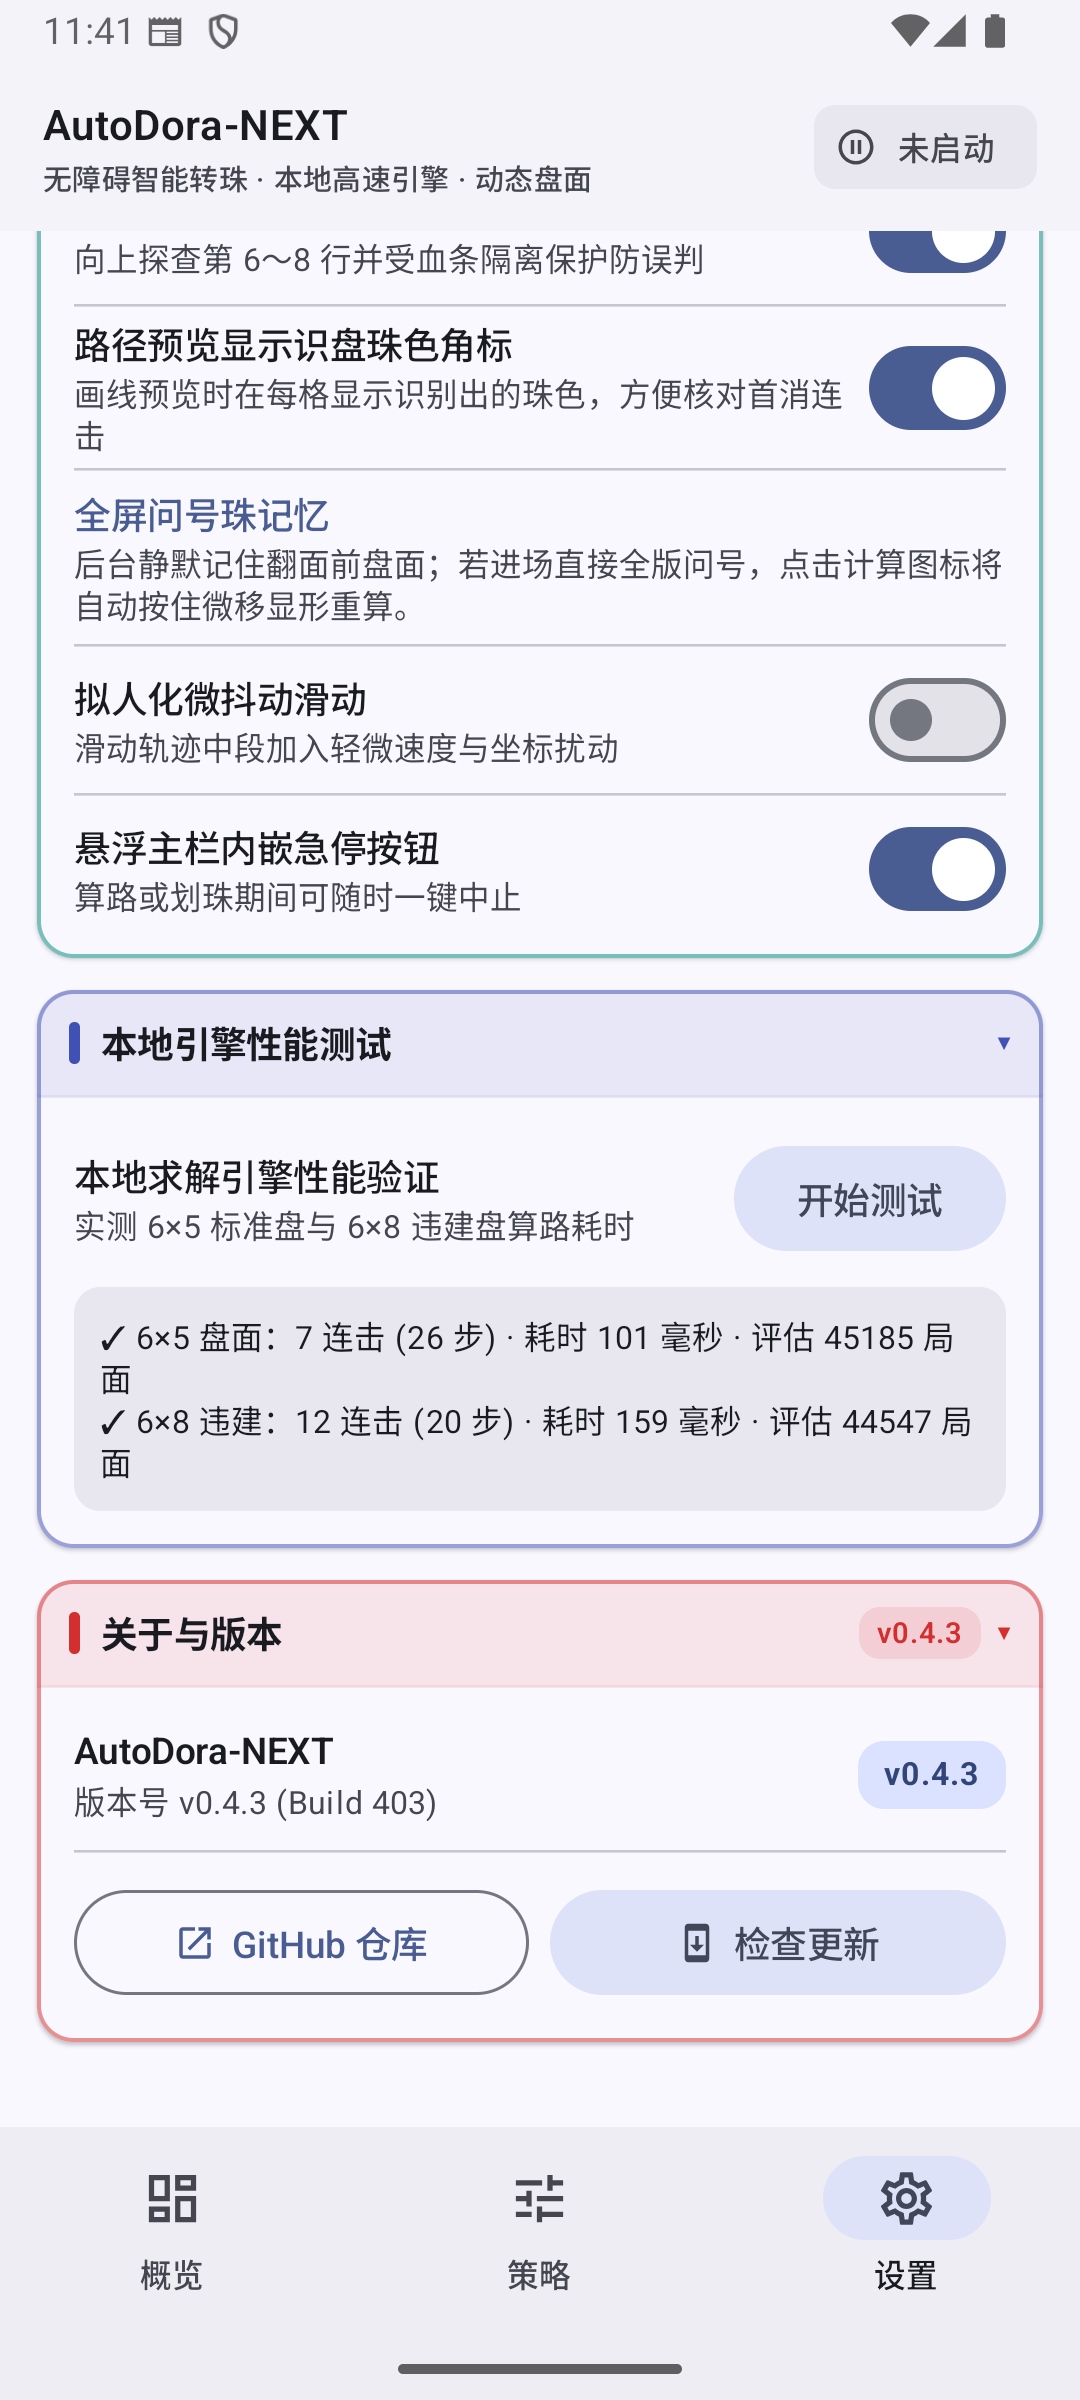 11:41
AutoDora-NEXT
无障碍智能转珠 · 本地高速引擎 · 动态盘面
未启动
向上探查第 6～8 行并受血条隔离保护防误判
路径预览显示识盘珠色角标
画线预览时在每格显示识别出的珠色，方便核对首消连
击
全屏问号珠记忆
后台静默记住翻面前盘面；若进场直接全版问号，点击计算图标将
自动按住微移显形重算。
拟人化微抖动滑动
滑动轨迹中段加入轻微速度与坐标扰动
悬浮主栏内嵌急停按钮
算路或划珠期间可随时一键中止
本地引擎性能测试
▼
本地求解引擎性能验证
实测 6×5 标准盘与 6×8 违建盘算路耗时
开始测试
✓ 6×5 盘面：7 连击 (26 步) · 耗时 101 毫秒 · 评估 45185 局
面
✓ 6×8 违建：12 连击 (20 步) · 耗时 159 毫秒 · 评估 44547 局
面
关于与版本
v0.4.3 ▼
AutoDora-NEXT
版本号 v0.4.3 (Build 403)
v0.4.3
GitHub 仓库
检查更新
概览
策略
设置